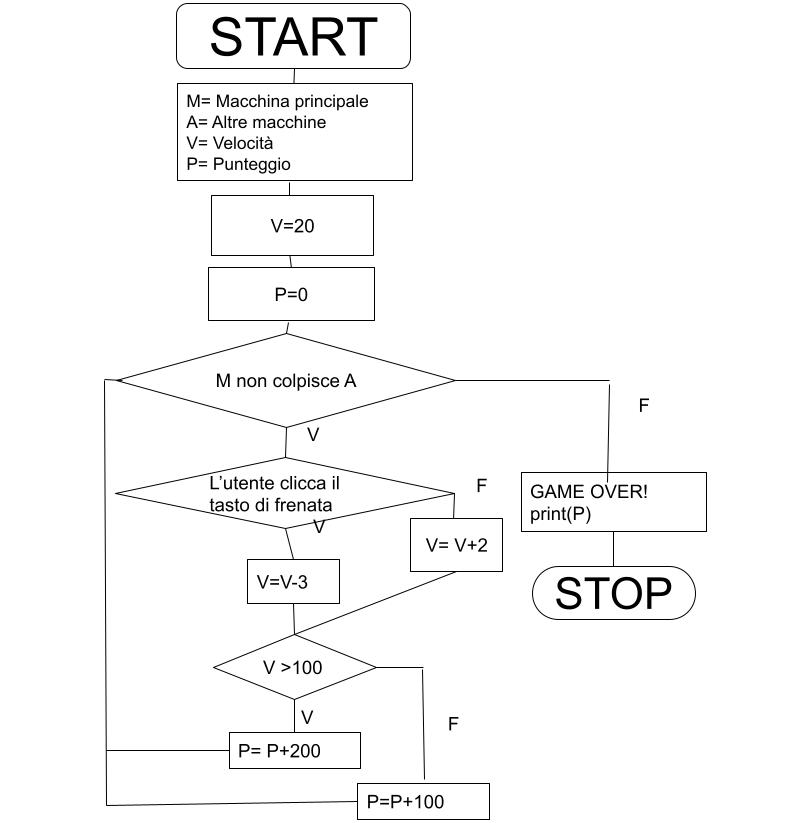 START
M= Macchina principale
A= Altre macchine
V= Velocità
P= Punteggio
V=20
P=0
M non colpisce A
F
V
L’utente clicca il
tasto di frenata
F
V
GAME OVER!
print(P)
V= V+2
V=V-3
STOP
V >100
V
F
P= P+200
P=P+100